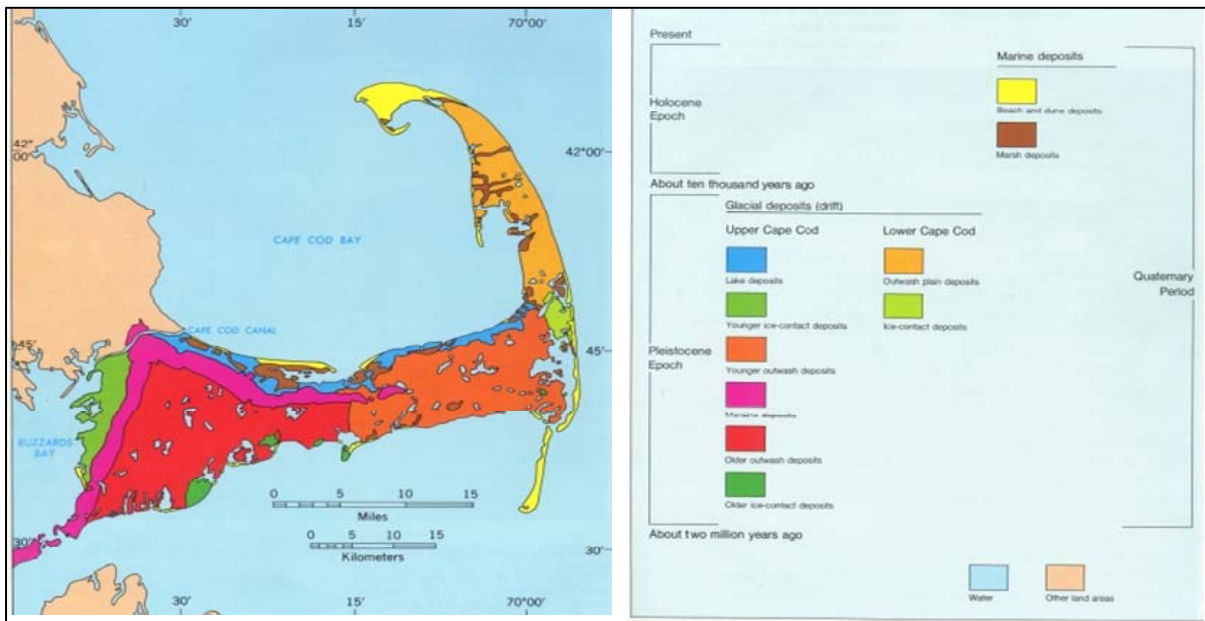 30'
15'
70°00'
42°
00'
42°00'
CAPE COD BAY
CAPE COD CANAL
45'
45'
BUZZARDS
BAY
0 5 10 15
Miles
0 5 10 15
Kilometers
30'
30'
30'
15'
70°00'
Present
Marine deposits
Holocene
Epoch
Beach and dune deposits
Marsh deposits
About ten thousand years ago
Glacial deposits (drift)
Upper Cape Cod
Lower Cape Cod
Lake deposits
Outwash plain deposits
Quaternary
Period
Younger ice-contact deposits
Ice-contact deposits
Pleistocene
Epoch
Younger outwash deposits
Moraine deposits
Older outwash deposits
Older ice-contact deposits
About two million years ago
Water
Other land areas